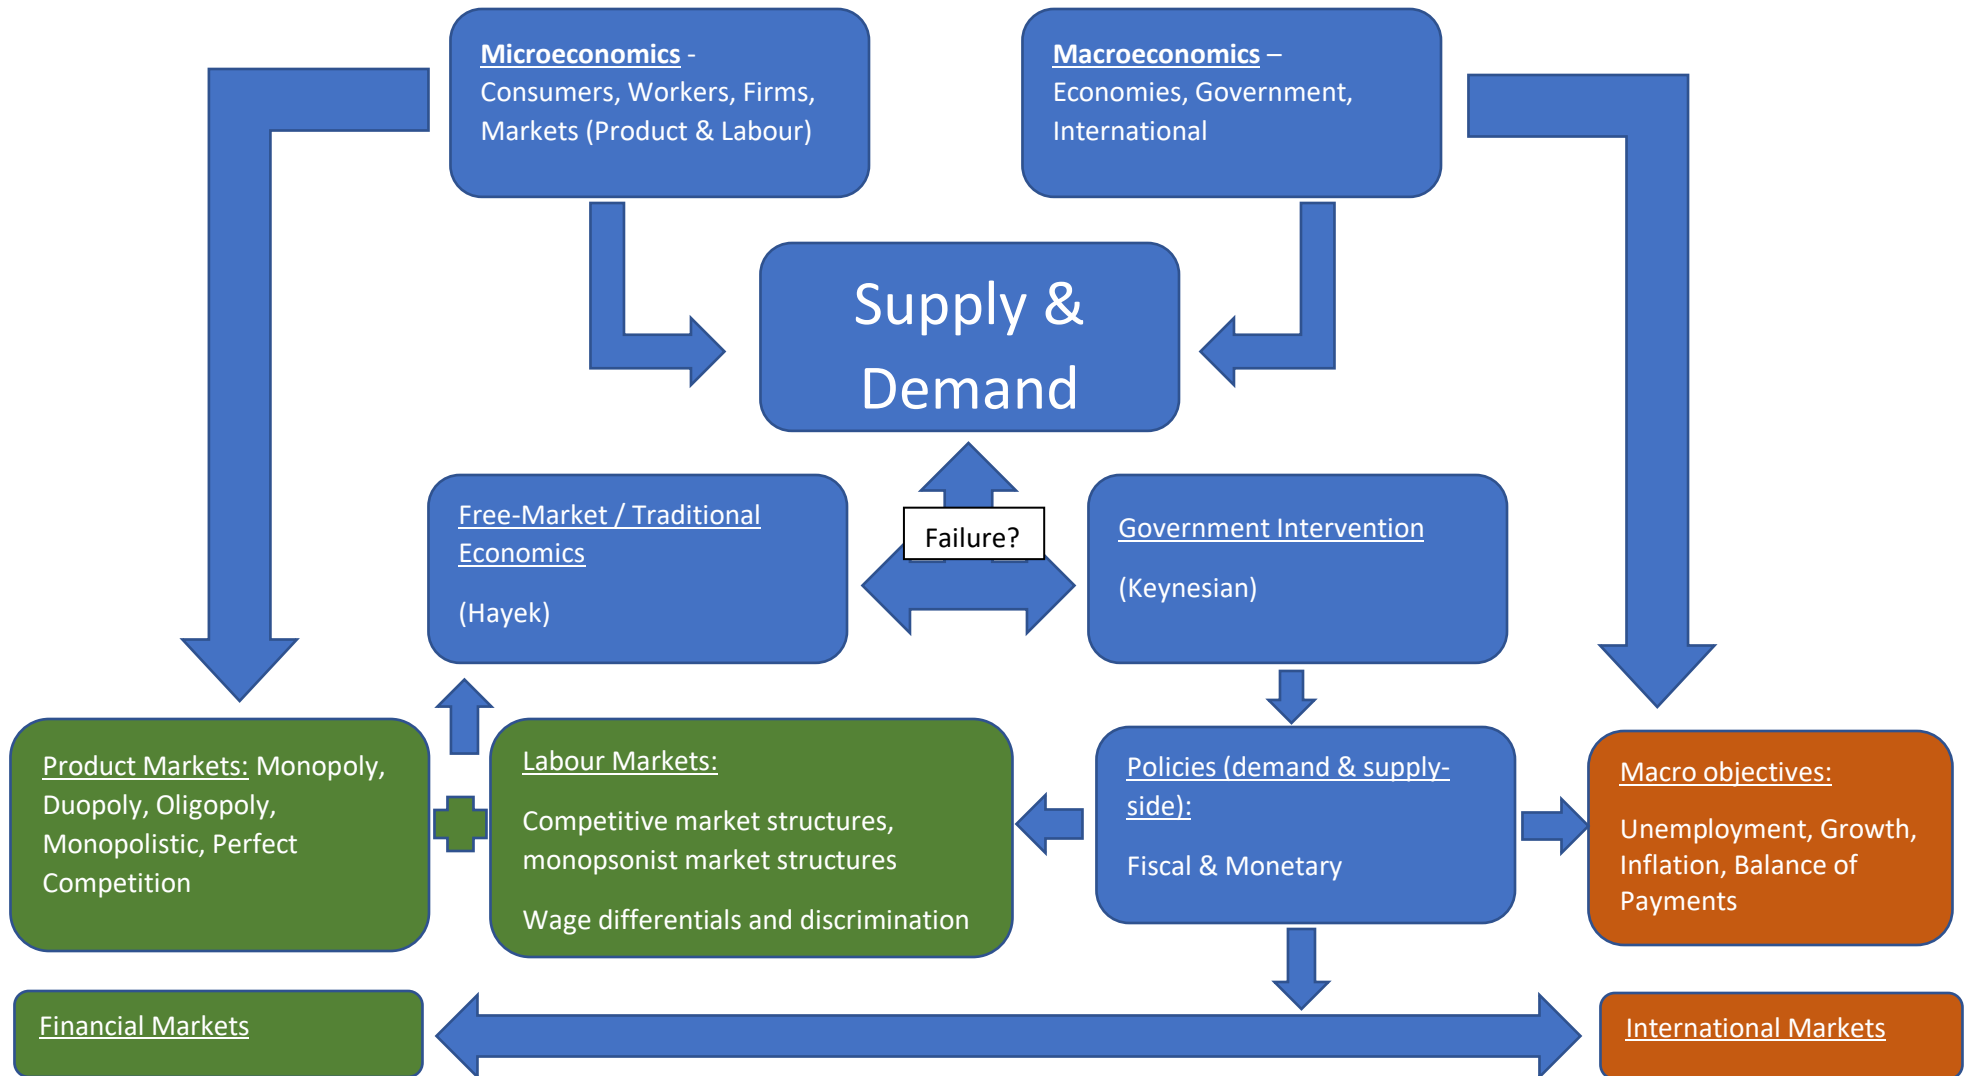 Microeconomics -
Consumers, Workers, Firms,
Markets (Product & Labour)
Macroeconomics –
Economies, Government,
International
Supply &
Demand
Free-Market / Traditional
Economics
(Hayek)
Failure?
Government Intervention
(Keynesian)
Product Markets: Monopoly,
Duopoly, Oligopoly,
Monopolistic, Perfect
Competition
Labour Markets:
Competitive market structures,
monopsonist market structures
Wage differentials and discrimination
Policies (demand & supply-
side):
Fiscal & Monetary
Macro objectives:
Unemployment, Growth,
Inflation, Balance of
Payments
Financial Markets
International Markets